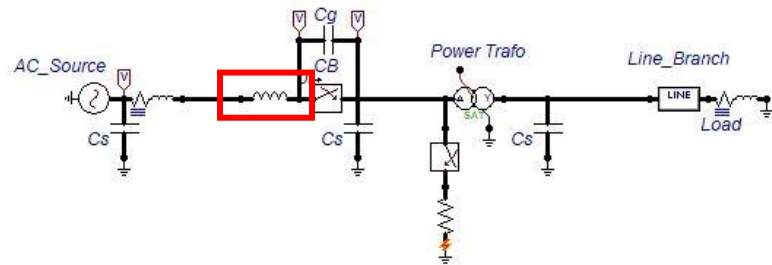 V
V
Cg
Power Trafo
Line_Branch
AC_Source
V
CB
A
Y
LINE
SAT
Cs
Cs
Cs
Load